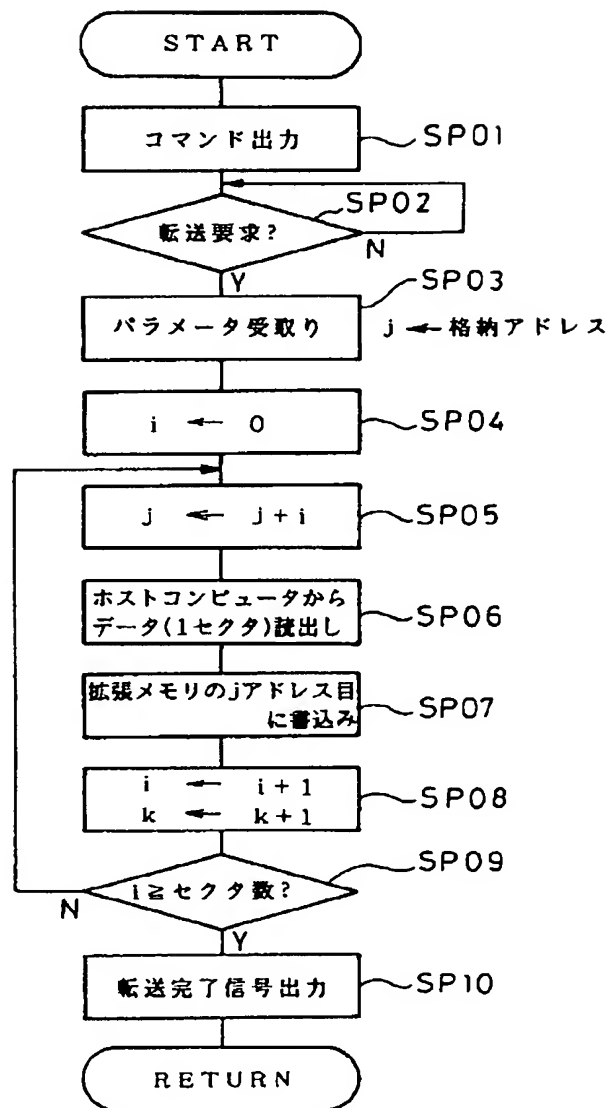 START
コマンド出力
SP01
SP02
転送要求?
N
Y
SP03
パラメータ受取り
j ← 格納アドレス
i ← 0
SP04
j ← j+i
SP05
ホストコンピュータから
データ(1セクタ)読出し
SP06
拡張メモリのjアドレス目
に書込み
SP07
i ← i+1
k ← k+1
SP08
SP09
i≧セクタ数?
N
Y
転送完了信号出力
SP10
RETURN